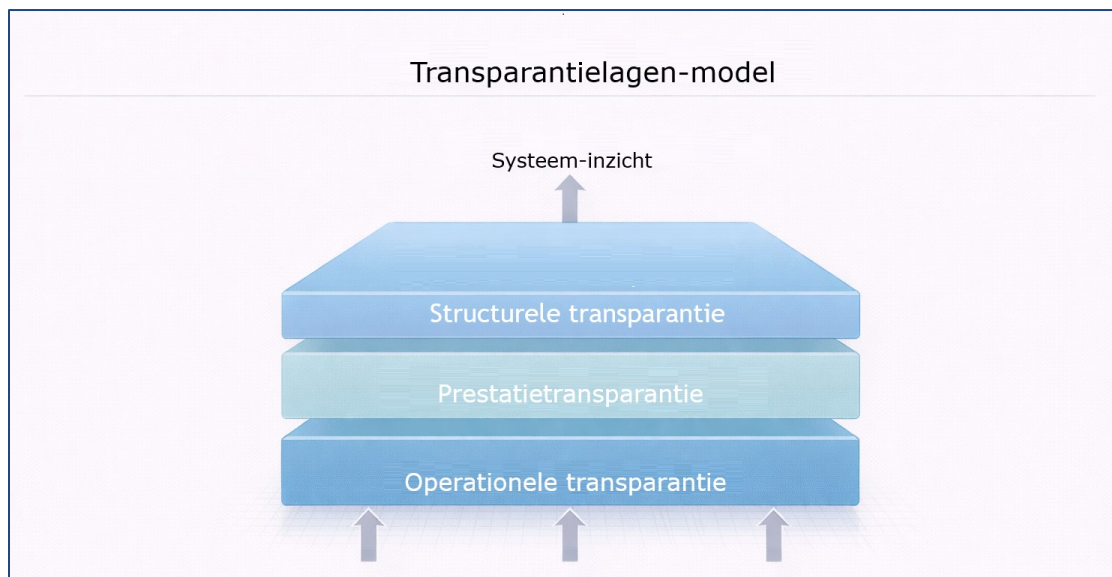 Transparantielagen-model
Systeem-inzicht
Structurele transparantie
Prestatietransparantie
Operationele transparantie